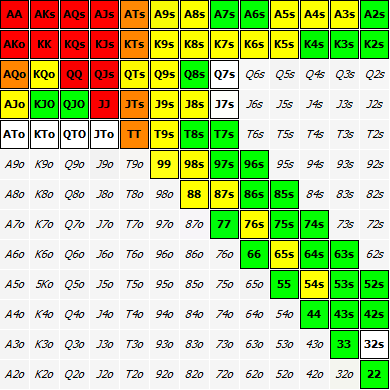 AA AKs AQs AJs ATs A9s A8s A7s A6s A5s A4s A3s A2s
AKo KK KQs KJs KTs K9s K8s K7s K6s K5s K4s K3s K2s
AQo KQo QQ QJs QTs Q9s Q8s Q7s Q6s Q5s Q4s Q3s Q2s
AJo KJO QJO JJ JTs J9s J8s J7s J6s J5s J4s J3s J2s
ATo KTo QTO JTo TT T9s T8s T7s T6s T5s T4s T3s T2s
A9o K9o Q9o J9o T9o 99 98s 97s 96s 95s 94s 93s 92s
A8o K8o Q8o J8o T8o 98o 88 87s 86s 85s 84s 83s 82s
A7o K7o Q7o J7o T7o 97o 87o 77 76s 75s 74s 73s 72s
A6o K6o Q6o J6o T6o 96o 86o 76o 66 65s 64s 63s 62s
A5o 5Ko Q5o J5o T5o 95o 85o 75o 65o 55 54s 53s 52s
A4o K4o Q4o J4o T4o 94o 84o 74o 64o 54o 44 43s 42s
A3o K3o Q3o J3o T3o 93o 83o 73o 63o 53o 43o 33 32s
A2o K2o Q2o J2o T2o 92o 82o 72o 62o 52o 42o 32o 22